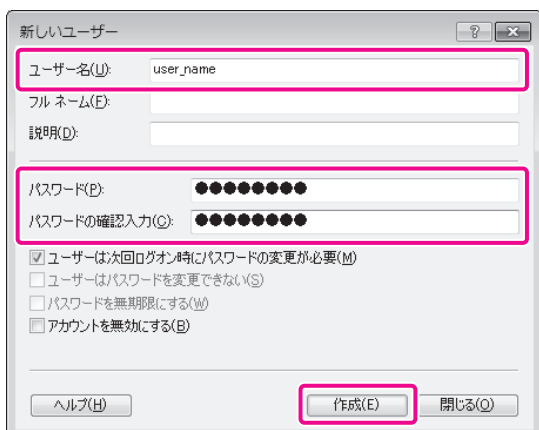 新しいユーザー
ユーザー名(U): user_name
フル ネーム(F):
説明(D):
パスワード(P): ●●●●●●●●
パスワードの確認入力(C): ●●●●●●●●
ユーザーは次回ログオン時にパスワードの変更が必要(M)
ユーザーはパスワードを変更できない(S)
パスワードを無期限にする(W)
アカウントを無効にする(B)
ヘルプ(H) 作成(E) 閉じる(O)